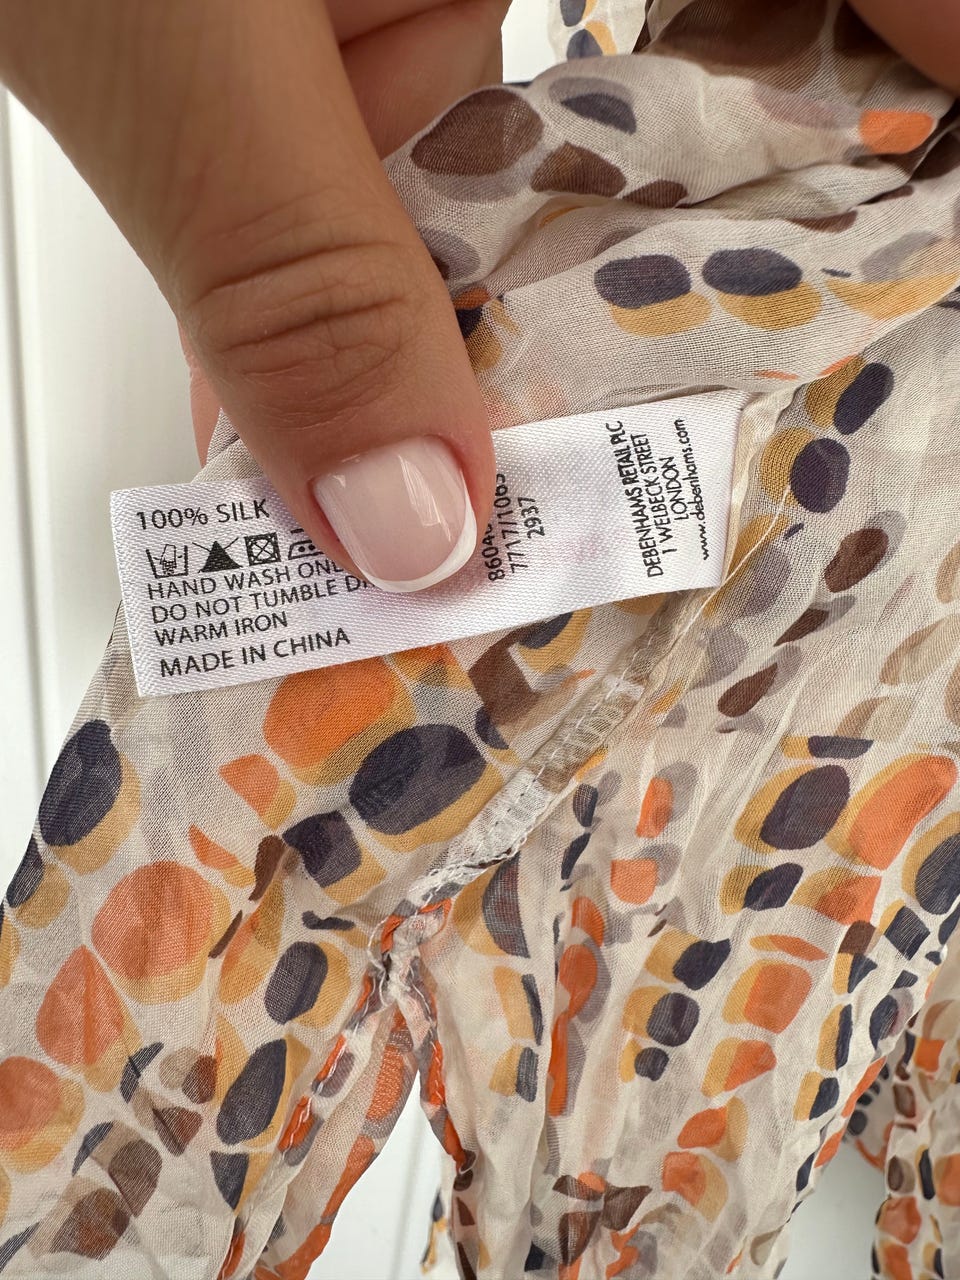 100% SILK
HAND WASH
DO NOT TUMBLE
WARM IRON
MADE IN CHINA
7717/1065
2937
DEBENHAMS RETAIL PLC
1 WELBECK STREET
LONDON
www.debenhams.com